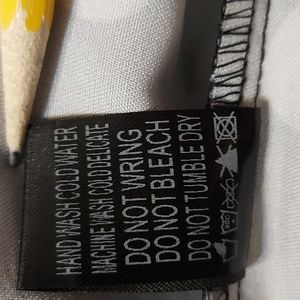 HAND WASH COLD WATER
MACHINE WASH COLD DELICATE
DO NOT WRING
DO NOT BLEACH
DO NOT TUMBLE DRY